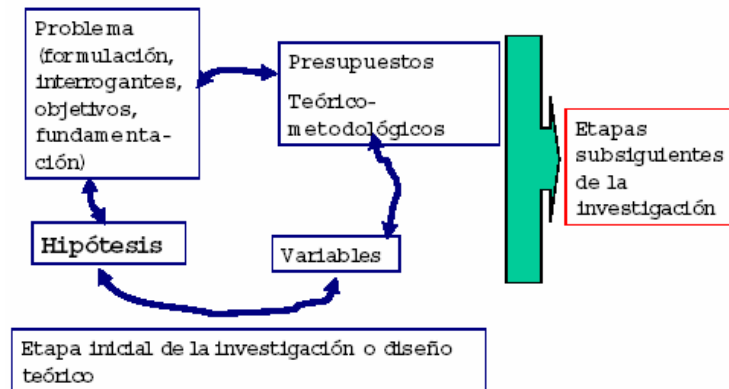 Problema
(formulación,
interrogantes,
objetivos,
fundamenta-
ción)
Presupuestos
Teórico-
metodológicos
Etapas
subsiguientes
de la
investigación
Hipótesis
Variables
Etapa inicial de la investigación o diseño
teórico